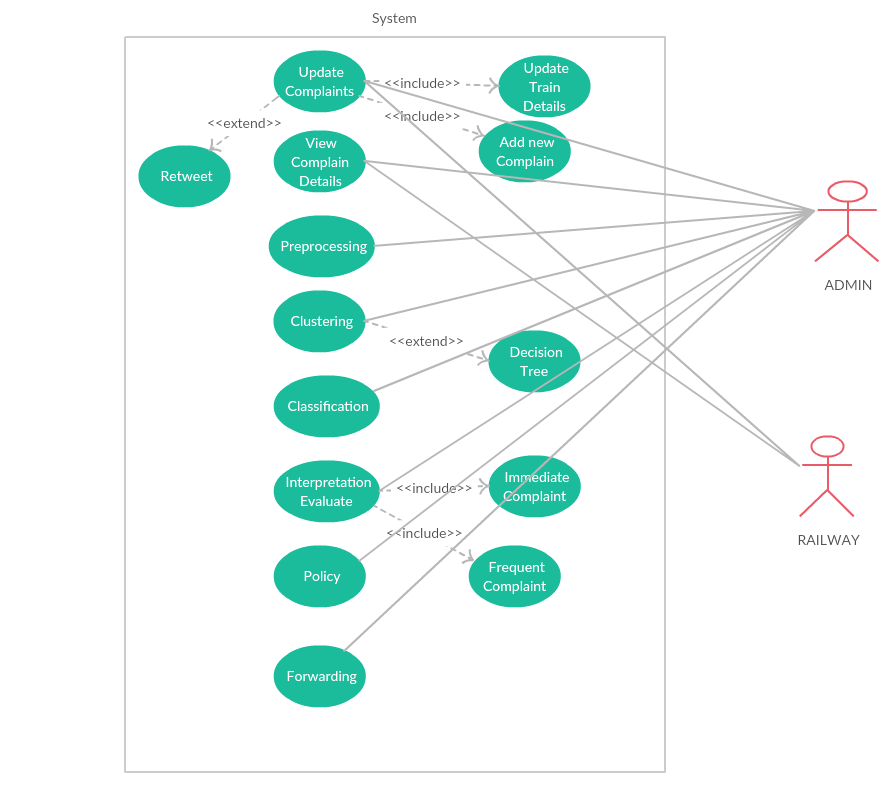 System
Update
Complaints
<<include>>
Update
Train
Details
<<include>>
<<extend>>
Add new
Complain
View
Complain
Details
Retweet
Preprocessing
ADMIN
Clustering
<<extend>>
Decision
Tree
Classification
Interpretation
Evaluate
<<include>>
Immediate
Complaint
<<include>>
RAILWAY
Frequent
Complaint
Policy
Forwarding